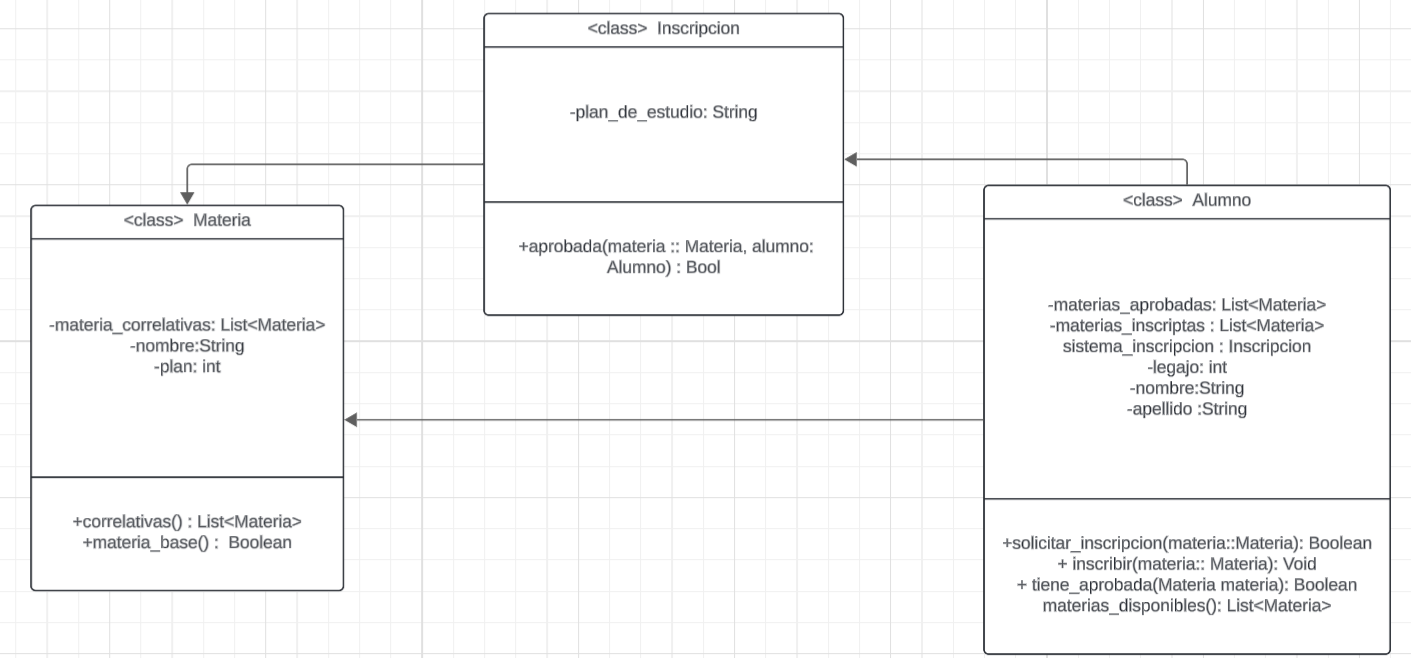 <class> Inscripcion
-plan_de_estudio: String
+aprobada(materia :: Materia, alumno:
Alumno) : Bool
<class> Materia
-materia_correlativas: List<Materia>
-nombre:String
-plan: int
+correlativas() : List<Materia>
+materia_base() : Boolean
<class> Alumno
-materias_aprobadas: List<Materia>
-materias_inscriptas : List<Materia>
sistema_inscripcion : Inscripcion
-legajo: int
-nombre:String
-apellido :String
+solicitar_inscripcion(materia::Materia): Boolean
+ inscribir(materia:: Materia): Void
+ tiene_aprobada(Materia materia): Boolean
materias_disponibles(): List<Materia>